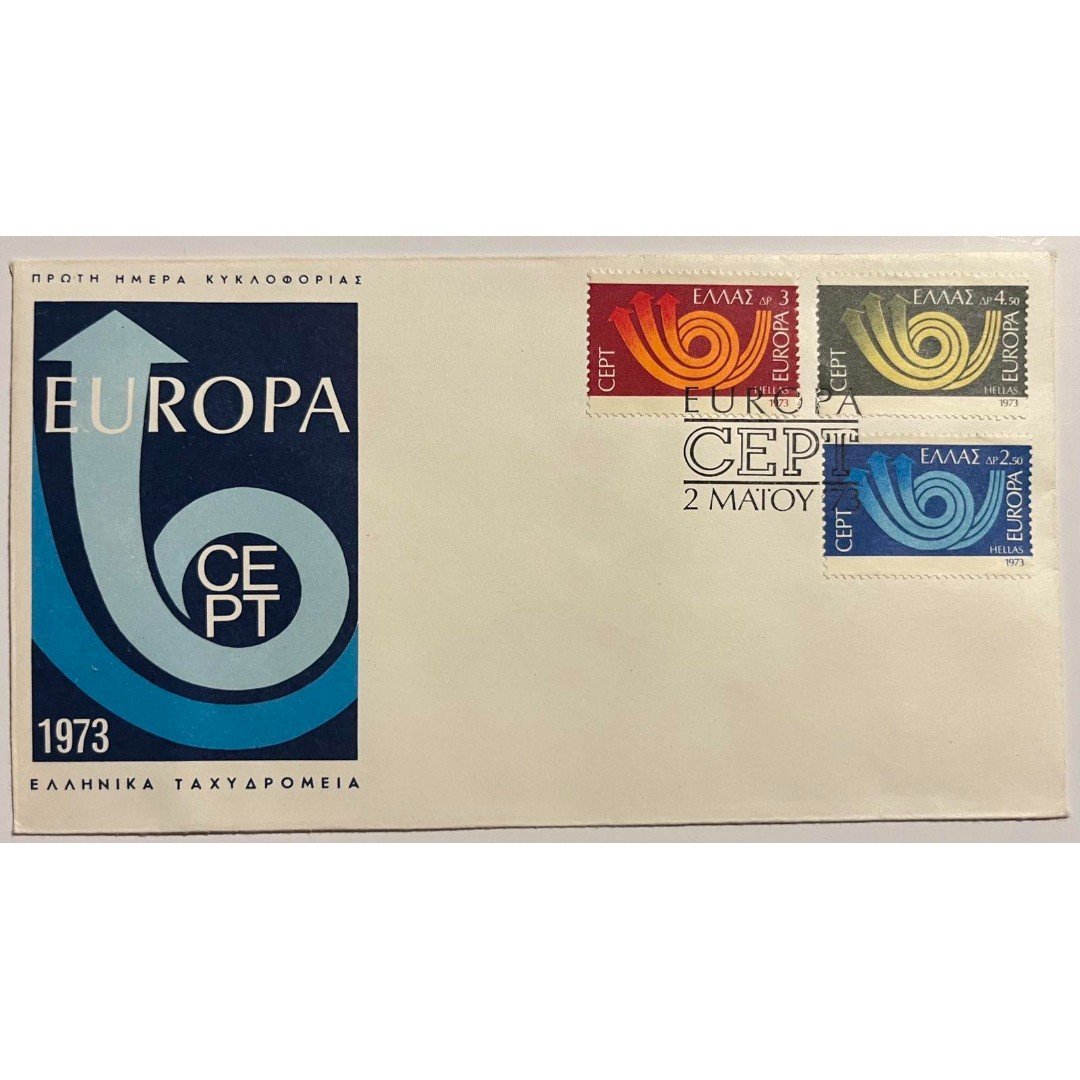 ΠΡΩΤΗ ΗΜΕΡΑ ΚΥΚΛΟΦΟΡΙΑΣ
EUROPA
CE
PT
1973
ΕΛΛΗΝΙΚΑ ΤΑΧΥΔΡΟΜΕΙΑ
ΕΛΛΑΣ ΔΡ 3
CEPT
EUROPA
HELLAS
1973
ΕΛΛΑΣ ΔΡ 4.50
CEPT
EUROPA
HELLAS
1973
EUROPA
CEPT
2 ΜΑΪΟΥ 73
ΕΛΛΑΣ ΔΡ 2.50
CEPT
EUROPA
HELLAS
1973